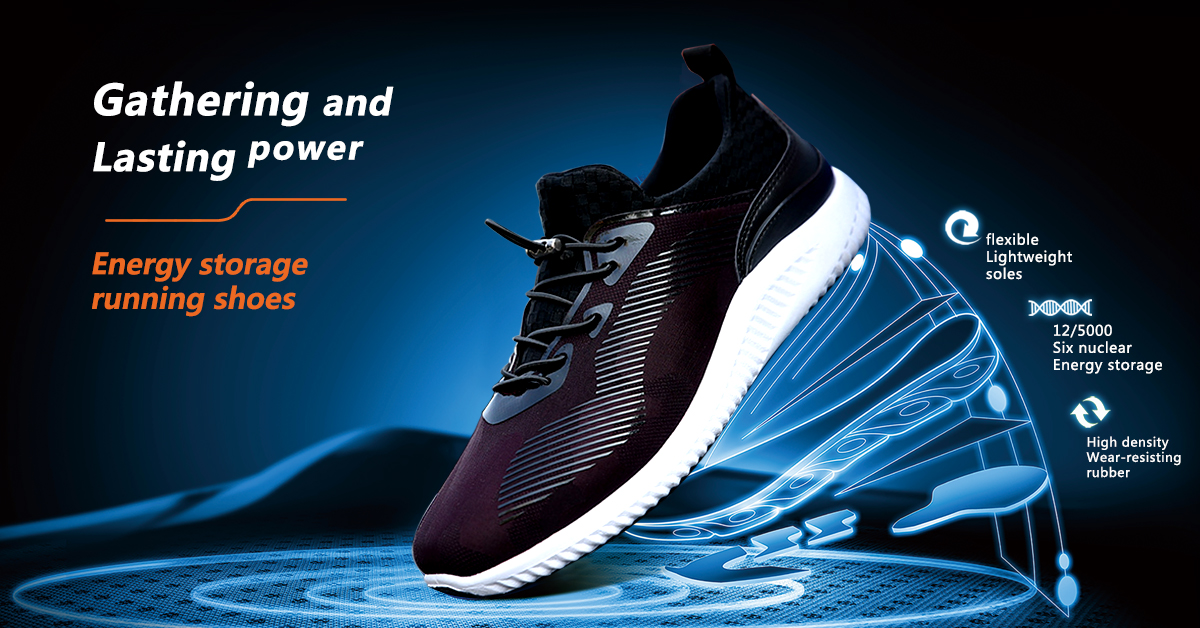 Gathering and
Lasting power
Energy storage
running shoes
flexible
Lightweight
soles
12/5000
Six nuclear
Energy storage
High density
Wear-resisting
rubber